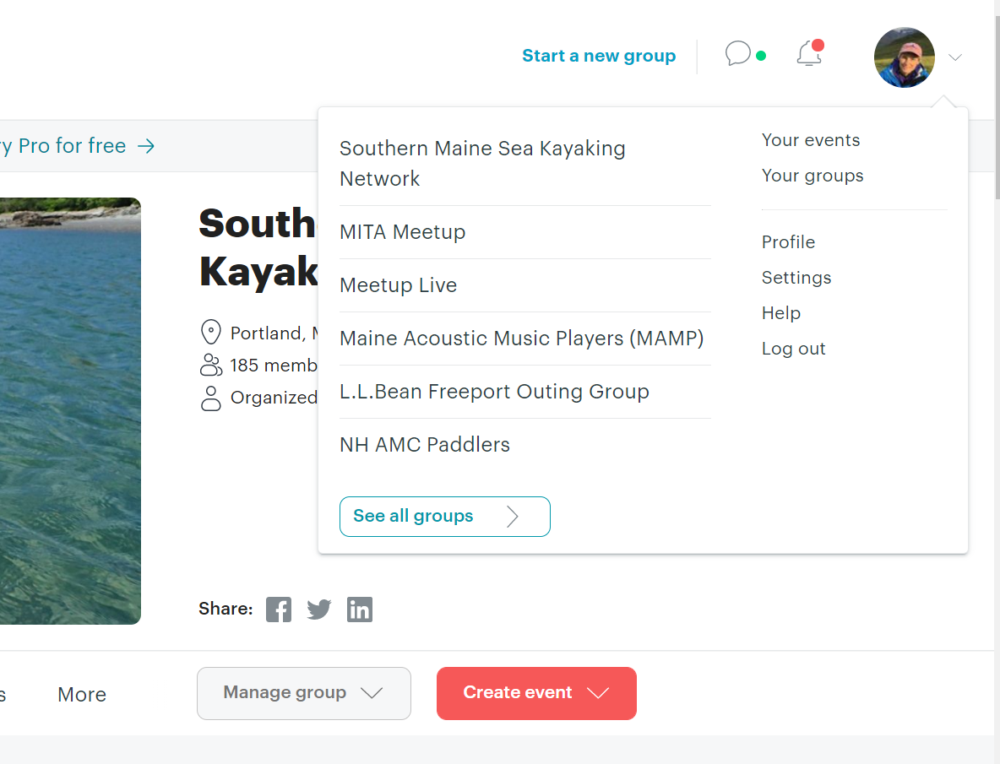 Start a new group
Pro for free
Southern Maine Sea Kayaking
Network
MITA Meetup
Meetup Live
Maine Acoustic Music Players (MAMP)
L.L.Bean Freeport Outing Group
NH AMC Paddlers
See all groups
Your events
Your groups
Profile
Settings
Help
Log out
South
Kayak
Portland,
185 memb
Organized
Share:
More
Manage group
Create event